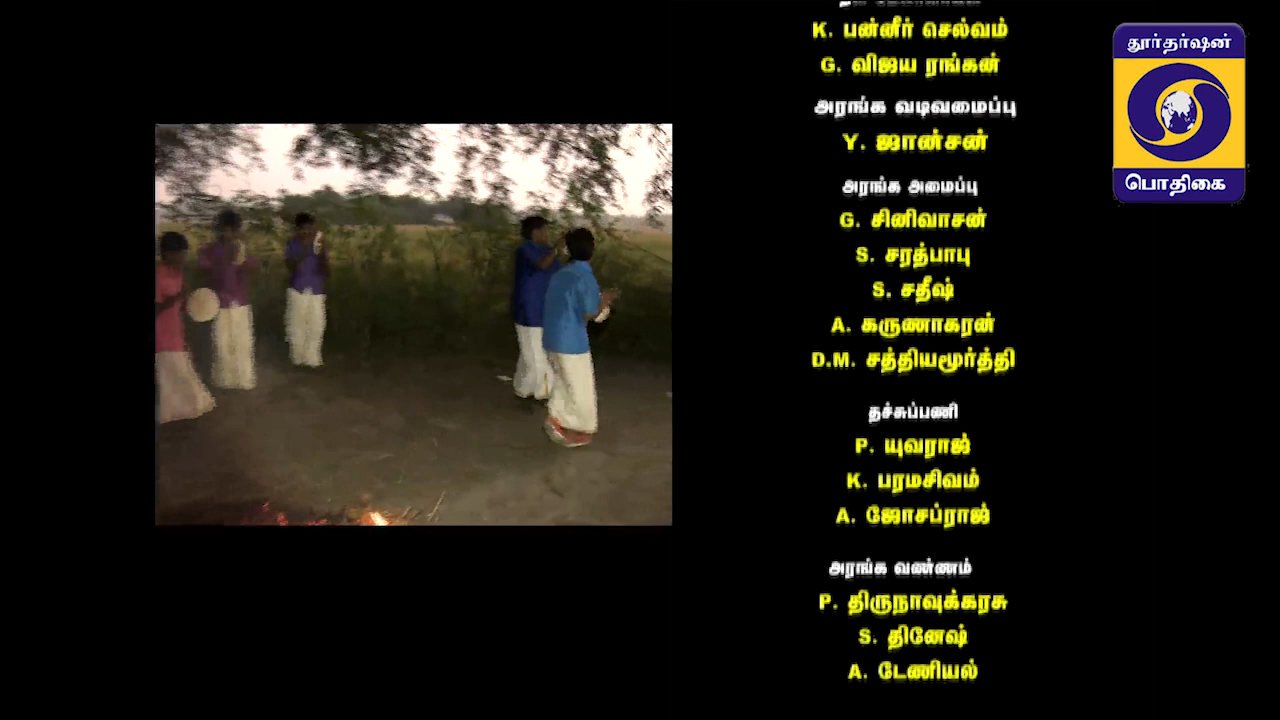 K. பன்னீர் செல்வம்
G. விஜய ரங்கன்
அரங்க வடிவமைப்பு
Y. ஜான்சன்
அரங்க அமைப்பு
G. சினிவாசன்
S. சரத்பாபு
S. சதீஷ்
A. கருணாகரன்
D.M. சத்தியமூர்த்தி
தச்சுப்பணி
P. யுவராஜ்
K. பரமசிவம்
A. ஜோசப்ராஜ்
அரங்க வண்ணம்
P. திருநாவுக்கரசு
S. தினேஷ்
A. டேணியல்
தூர்தர்ஷன்
பொதிகை